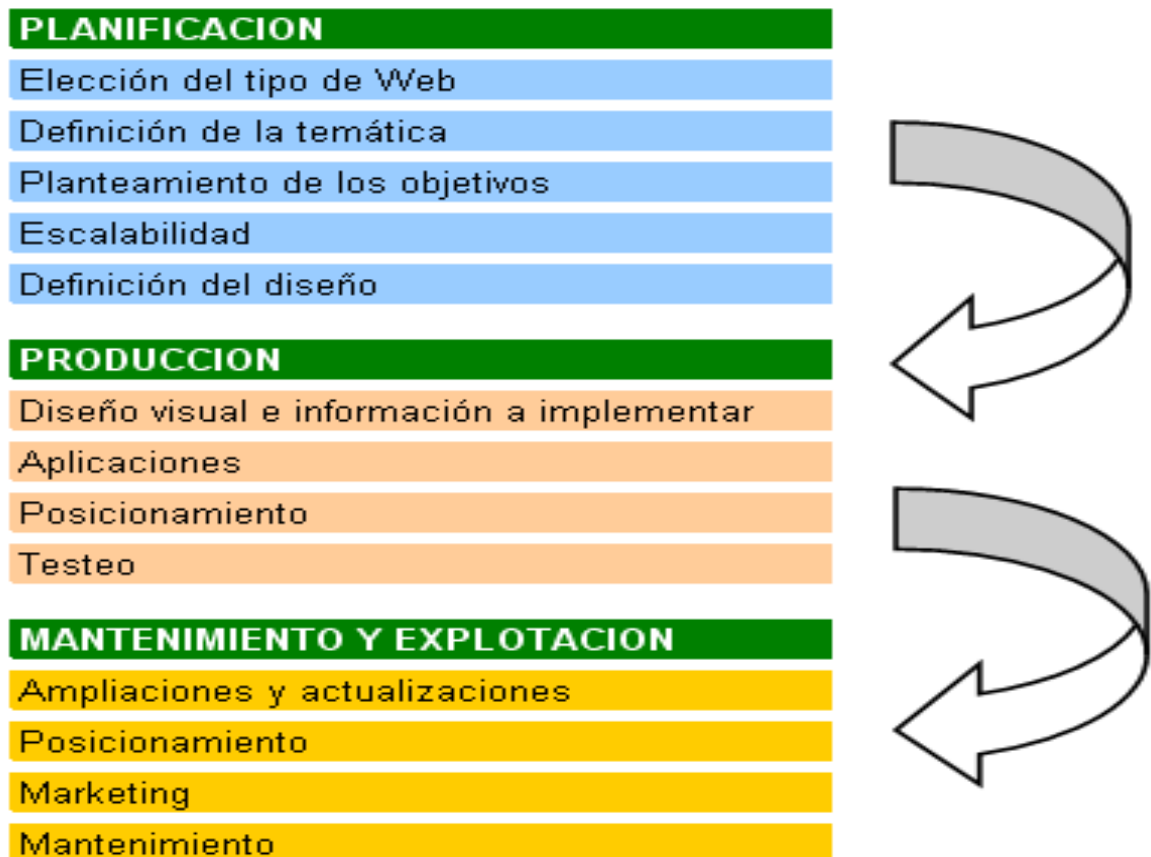 PLANIFICACION
Elección del tipo de Web
Definición de la temática
Planteamiento de los objetivos
Escalabilidad
Definición del diseño
PRODUCCION
Diseño visual e información a implementar
Aplicaciones
Posicionamiento
Testeo
MANTENIMIENTO Y EXPLOTACION
Ampliaciones y actualizaciones
Posicionamiento
Marketing
Mantenimiento